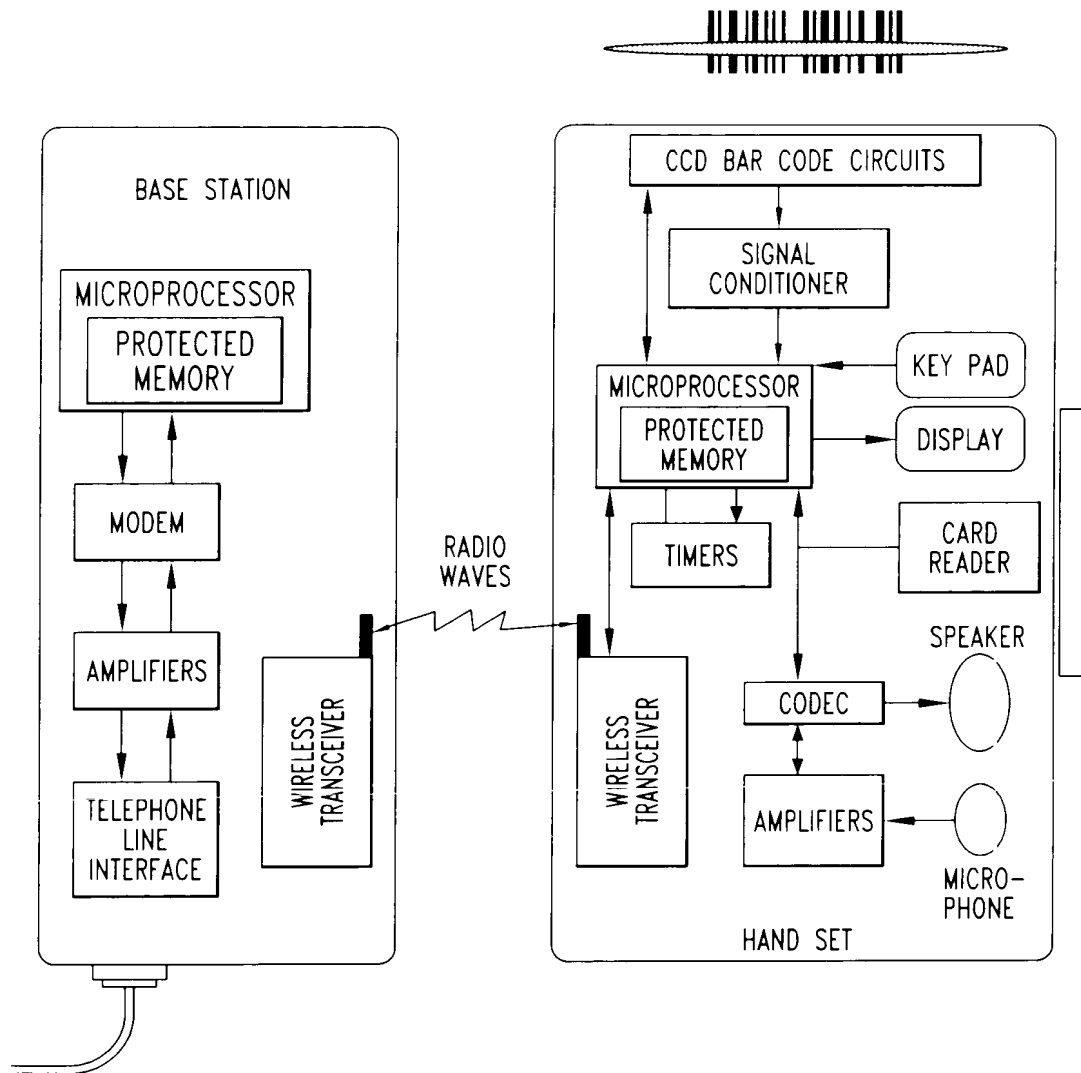 BASE STATION
MICROPROCESSOR
PROTECTED
MEMORY
MODEM
AMPLIFIERS
TELEPHONE
LINE
INTERFACE
WIRELESS
TRANSCEIVER
RADIO
WAVES
CCD BAR CODE CIRCUITS
SIGNAL
CONDITIONER
MICROPROCESSOR
PROTECTED
MEMORY
KEY PAD
DISPLAY
TIMERS
CARD
READER
WIRELESS
TRANSCEIVER
CODEC
SPEAKER
AMPLIFIERS
MICRO-
PHONE
HAND SET